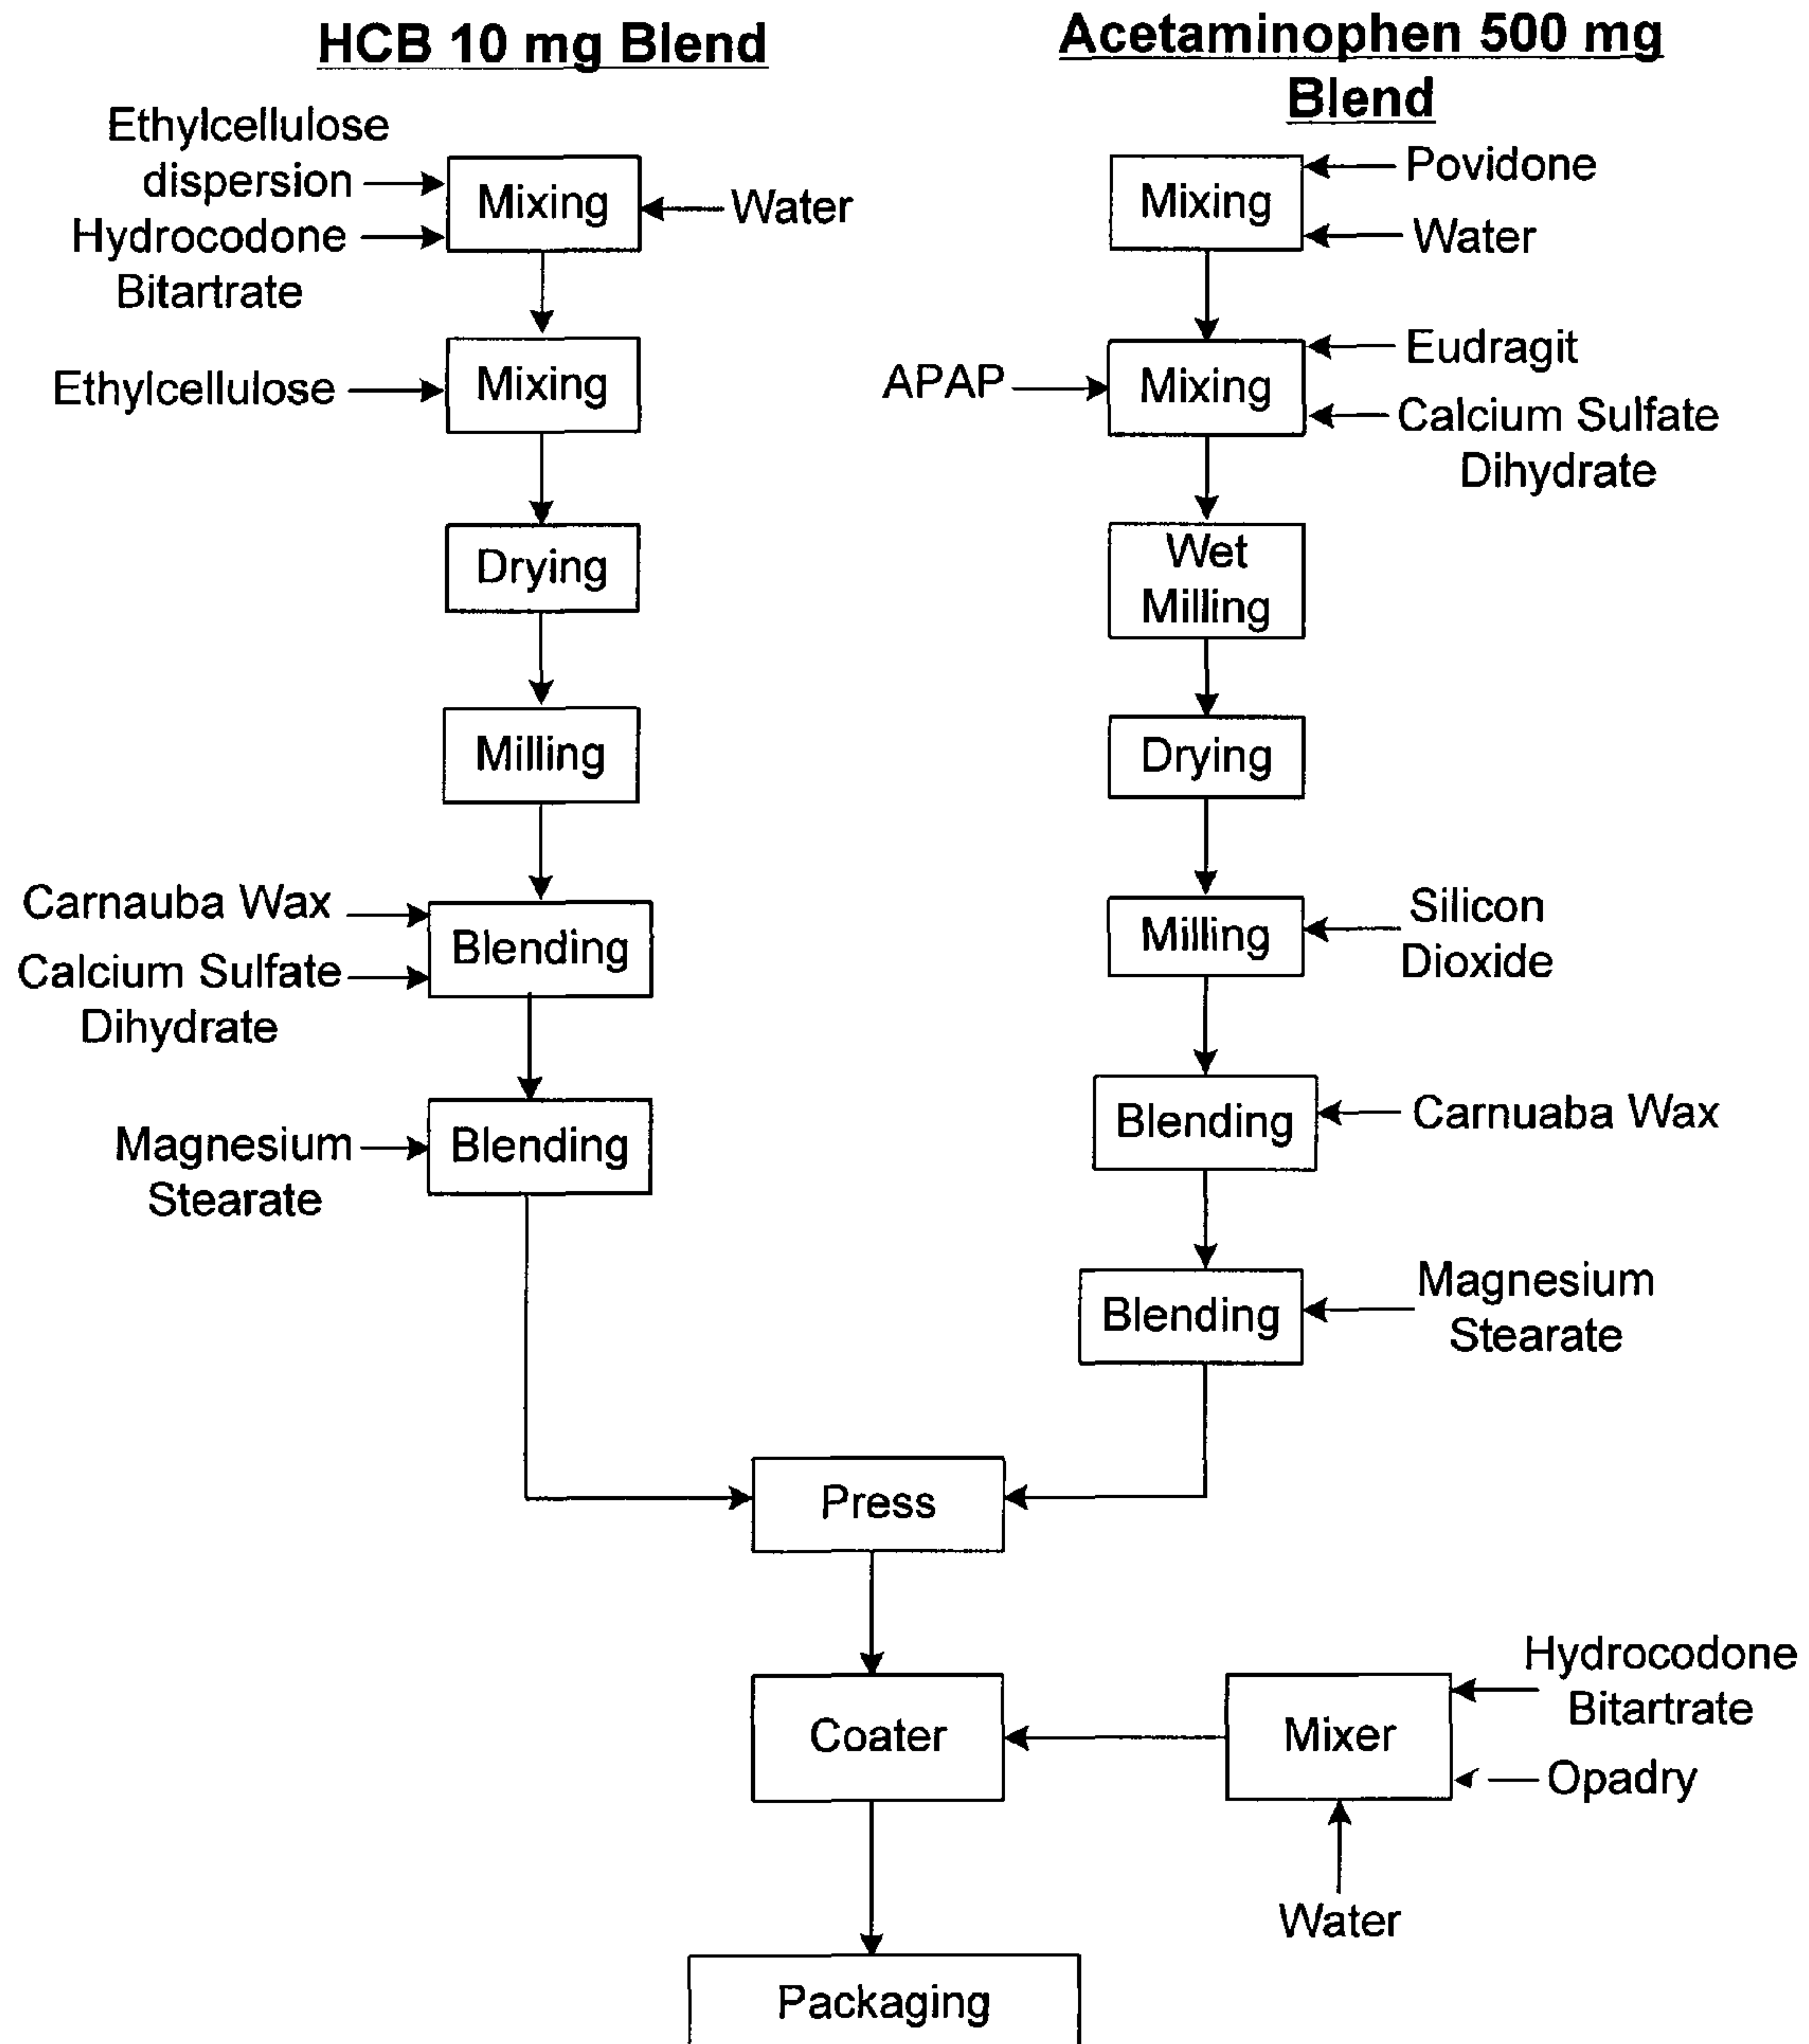 HCB 10 mg Blend
Acetaminophen 500 mg
Blend
Ethylcellulose
dispersion
Hydrocodone
Bitartrate
Mixing
Water
Ethylcellulose
Mixing
Drying
Milling
Carnauba Wax
Calcium Sulfate
Dihydrate
Blending
Magnesium
Stearate
Blending
Mixing
Povidone
Water
APAP
Mixing
Eudragit
Calcium Sulfate
Dihydrate
Wet
Milling
Drying
Milling
Silicon
Dioxide
Blending
Carnuaba Wax
Blending
Magnesium
Stearate
Press
Coater
Mixer
Hydrocodone
Bitartrate
Opadry
Water
Packaging